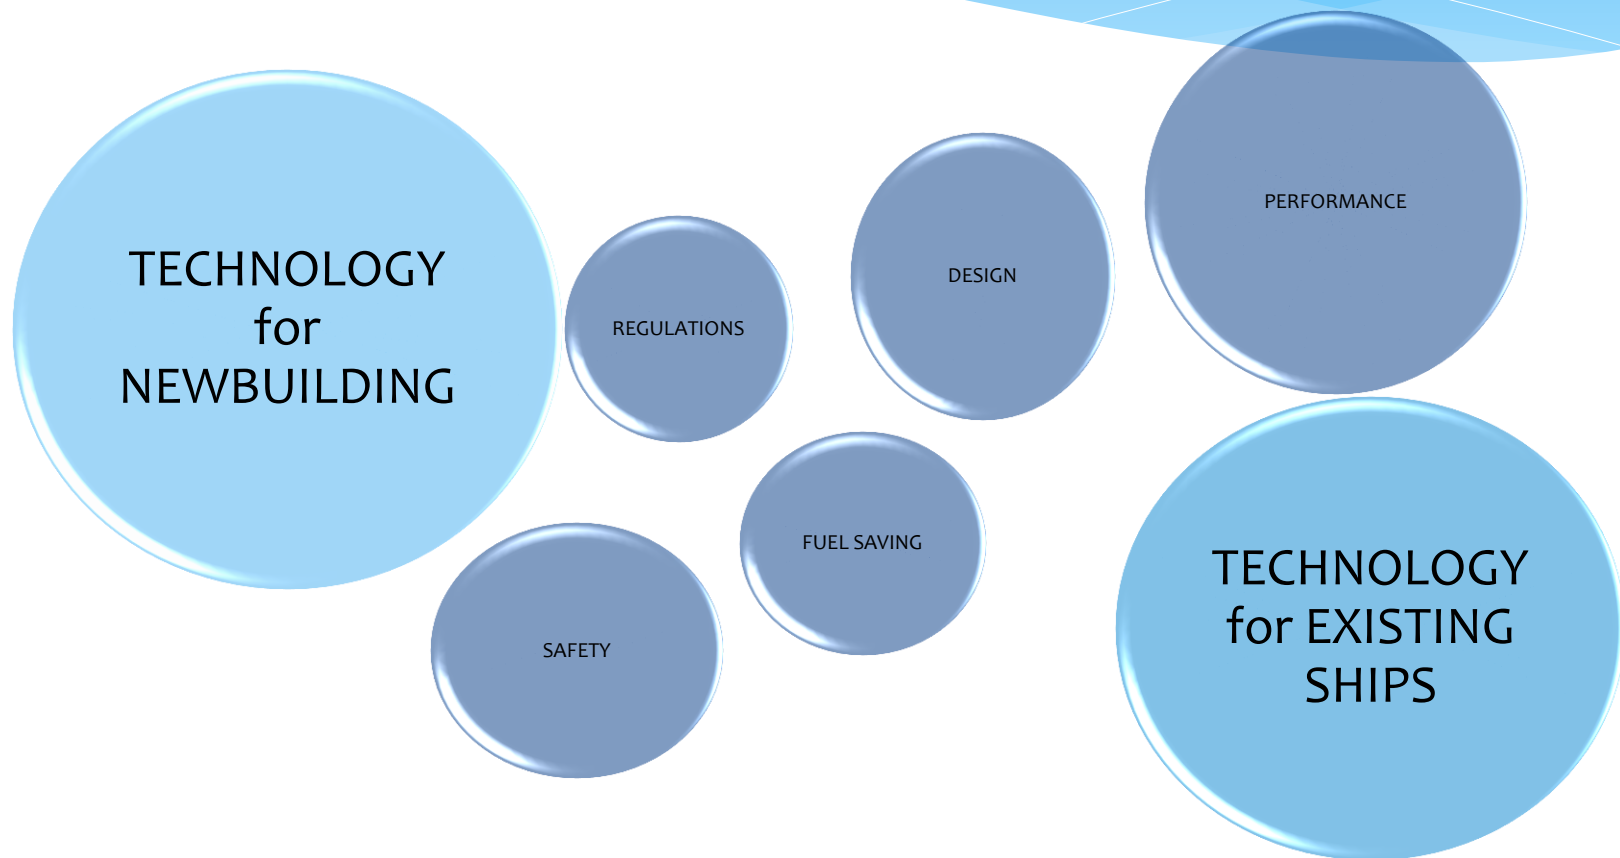 TECHNOLOGY
for
NEWBUILDING
REGULATIONS
DESIGN
PERFORMANCE
SAFETY
FUEL SAVING
TECHNOLOGY
for EXISTING
SHIPS